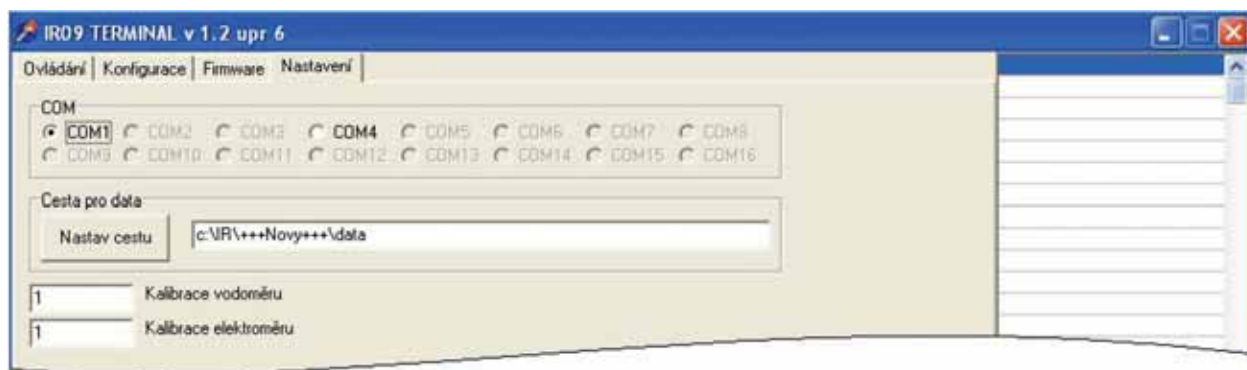 IR09 TERMINAL v 1.2 upr 6
Ovládání Konfigurace Firmware Nastavení
COM
COM1 COM2 COM3 COM4 COM5 COM6 COM7 COM8
COM9 COM10 COM11 COM12 COM13 COM14 COM15 COM16
Cesta pro data
Nastav cestu c:\IR\+++Novy+++\data
1 Kalibrace vodoměru
1 Kalibrace elektroměru